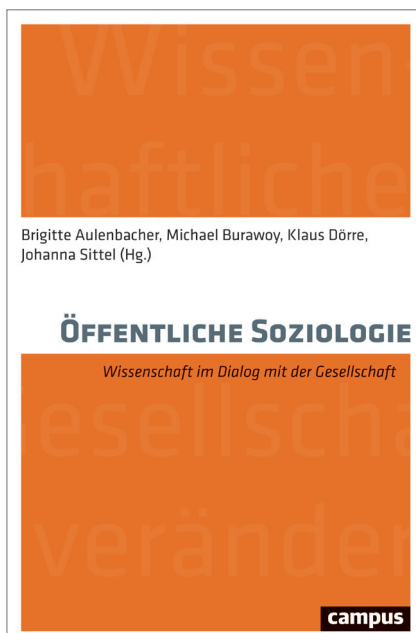 Wissen-
haftliche
Brigitte Aulenbacher, Michael Burawoy, Klaus Dörre,
Johanna Sittel (Hg.)
ÖFFENTLICHE SOZIOLOGIE
Wissenschaft im Dialog mit der Gesellschaft
esellscha
veränder
campus